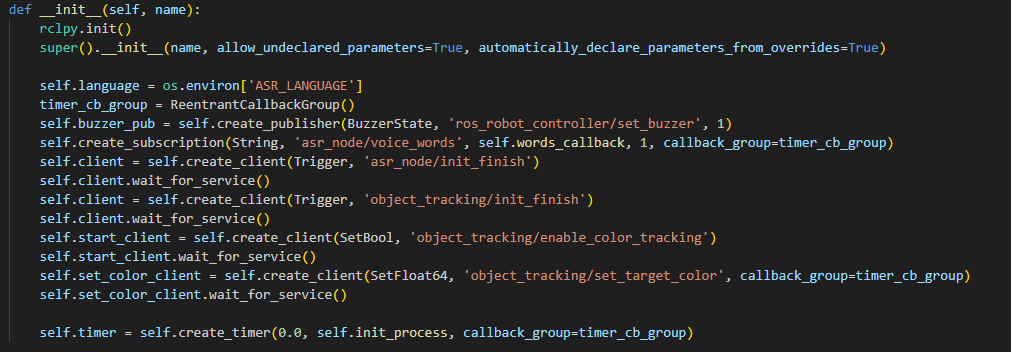 def __init__(self, name):
    rclpy.init()
    super().__init__(name, allow_undeclared_parameters=True, automatically_declare_parameters_from_overrides=True)

    self.language = os.environ['ASR_LANGUAGE']
    timer_cb_group = ReentrantCallbackGroup()
    self.buzzer_pub = self.create_publisher(BuzzerState, 'ros_robot_controller/set_buzzer', 1)
    self.create_subscription(String, 'asr_node/voice_words', self.words_callback, 1, callback_group=timer_cb_group)
    self.client = self.create_client(Trigger, 'asr_node/init_finish')
    self.client.wait_for_service()
    self.client = self.create_client(Trigger, 'object_tracking/init_finish')
    self.client.wait_for_service()
    self.start_client = self.create_client(SetBool, 'object_tracking/enable_color_tracking')
    self.start_client.wait_for_service()
    self.set_color_client = self.create_client(SetFloat64, 'object_tracking/set_target_color', callback_group=timer_cb_group)
    self.set_color_client.wait_for_service()

    self.timer = self.create_timer(0.0, self.init_process, callback_group=timer_cb_group)